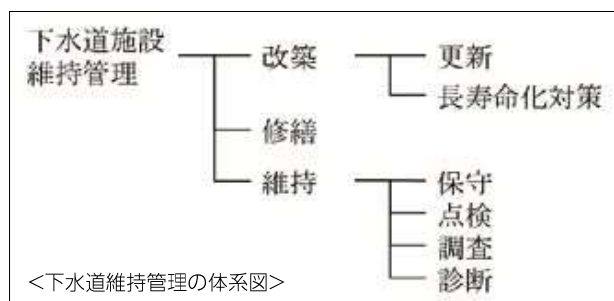 下水道施設
維持管理
改築
更新
長寿命化対策
修繕
維持
保守
点検
調査
診断
<下水道維持管理の体系図>